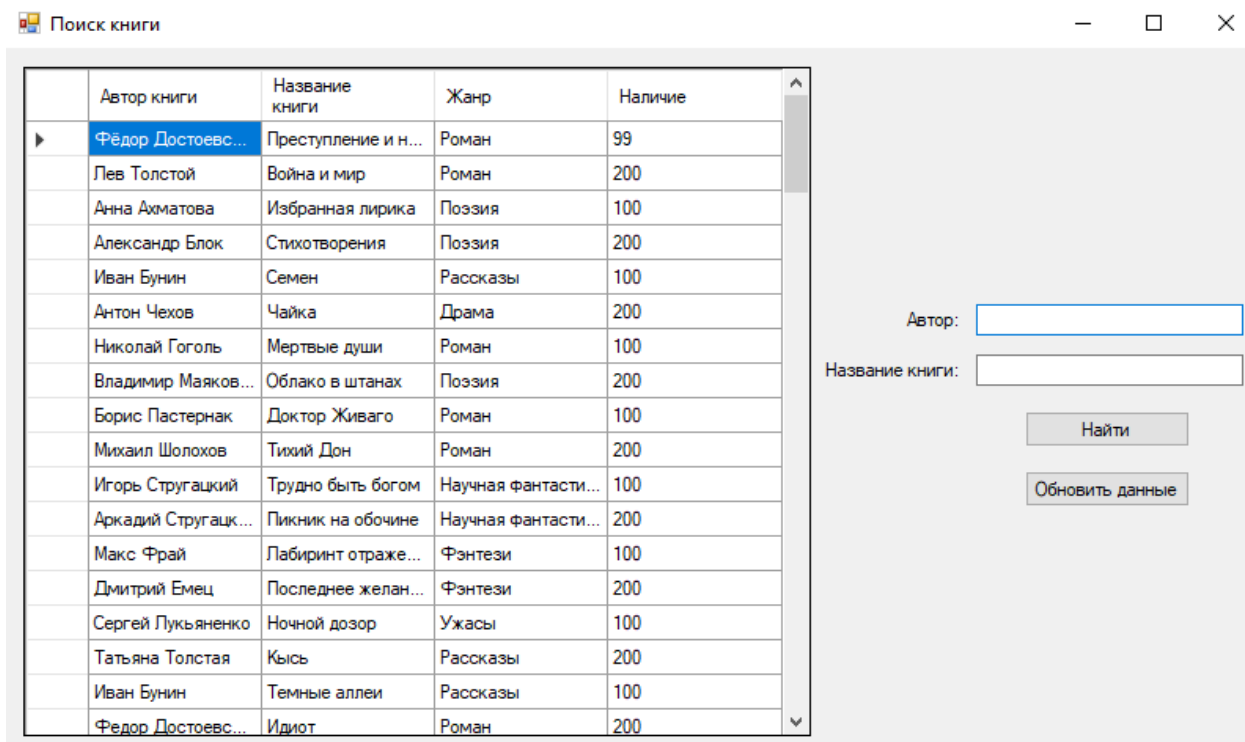 Поиск книги
Автор книги Название книги Жанр Наличие
Фёдор Достоевс... Преступление и н... Роман 99
Лев Толстой Война и мир Роман 200
Анна Ахматова Избранная лирика Поэзия 100
Александр Блок Стихотворения Поэзия 200
Иван Бунин Семен Рассказы 100
Антон Чехов Чайка Драма 200
Николай Гоголь Мертвые души Роман 100
Автор:
Владимир Маяков... Облако в штанах Поэзия 200
Название книги:
Борис Пастернак Доктор Живаго Роман 100
Найти
Михаил Шолохов Тихий Дон Роман 200
Игорь Стругацкий Трудно быть богом Научная фантасти... 100
Обновить данные
Аркадий Стругацк... Пикник на обочине Научная фантасти... 200
Макс Фрай Лабиринт отраже... Фэнтези 100
Дмитрий Емец Последнее желан... Фэнтези 200
Сергей Лукьяненко Ночной дозор Ужасы 100
Татьяна Толстая Кысь Рассказы 200
Иван Бунин Темные аллеи Рассказы 100
Федор Достоевс... Идиот Роман 200